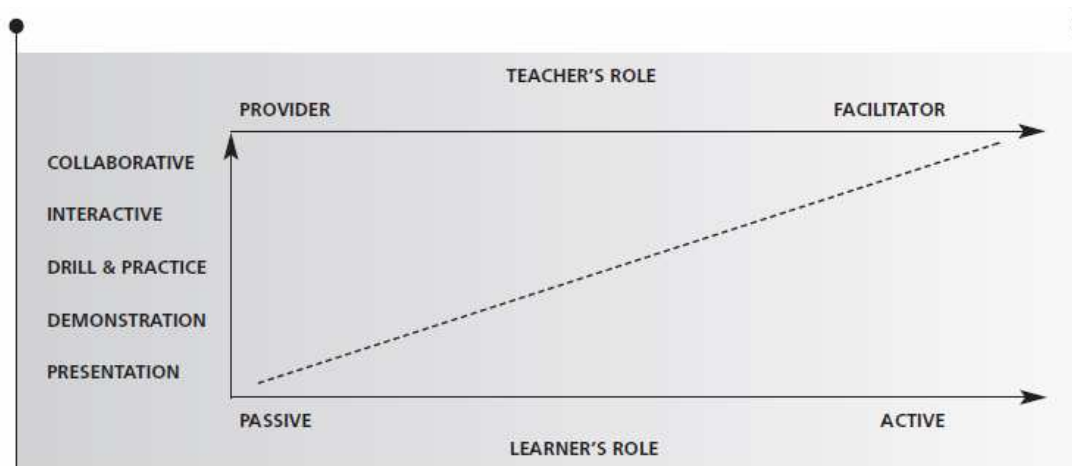 TEACHER'S ROLE
PROVIDER
FACILITATOR
COLLABORATIVE
INTERACTIVE
DRILL & PRACTICE
DEMONSTRATION
PRESENTATION
PASSIVE
ACTIVE
LEARNER'S ROLE